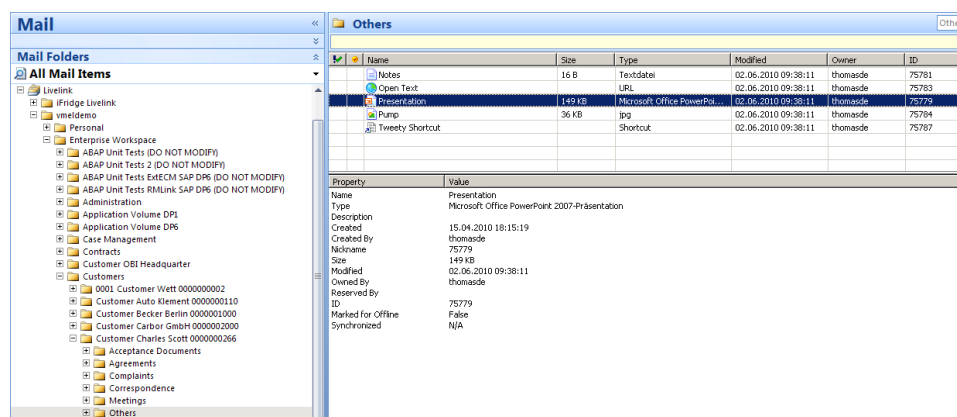 Mail
Mail Folders
All Mail Items
Livelink
iFridge Livelink
vmeldemo
Personal
Enterprise Workspace
ABAP Unit Tests (DO NOT MODIFY)
ABAP Unit Tests 2 (DO NOT MODIFY)
ABAP Unit Tests ExtECM SAP DP6 (DO NOT MODIFY)
ABAP Unit Tests RMLink SAP DP6 (DO NOT MODIFY)
Administration
Application Volume DP1
Application Volume DP6
Case Management
Contracts
Customer OBI Headquarter
Customers
0001 Customer Wett 0000000002
Customer Auto Klement 0000000110
Customer Becker Berlin 0000001000
Customer Carbor GmbH 0000002000
Customer Charles Scott 0000000266
Acceptance Documents
Agreements
Complaints
Correspondence
Meetings
Others
Others
Othe
Name Size Type Modified Owner ID
Notes 16 B Textdatei 02.06.2010 09:38:11 thomasde 75781
Open Text URL 02.06.2010 09:38:11 thomasde 75783
Presentation 149 KB Microsoft Office PowerPoi... 02.06.2010 09:38:11 thomasde 75779
Pump 36 KB jpg 02.06.2010 09:38:11 thomasde 75784
Tweety Shortcut Shortcut 02.06.2010 09:38:11 thomasde 75787
Property Value
Name Presentation
Type Microsoft Office PowerPoint 2007-Präsentation
Description
Created 15.04.2010 18:15:19
Created By thomasde
Nickname 75779
Size 149 KB
Modified 02.06.2010 09:38:11
Owned By thomasde
Reserved By
ID 75779
Marked for Offline False
Synchronized N/A